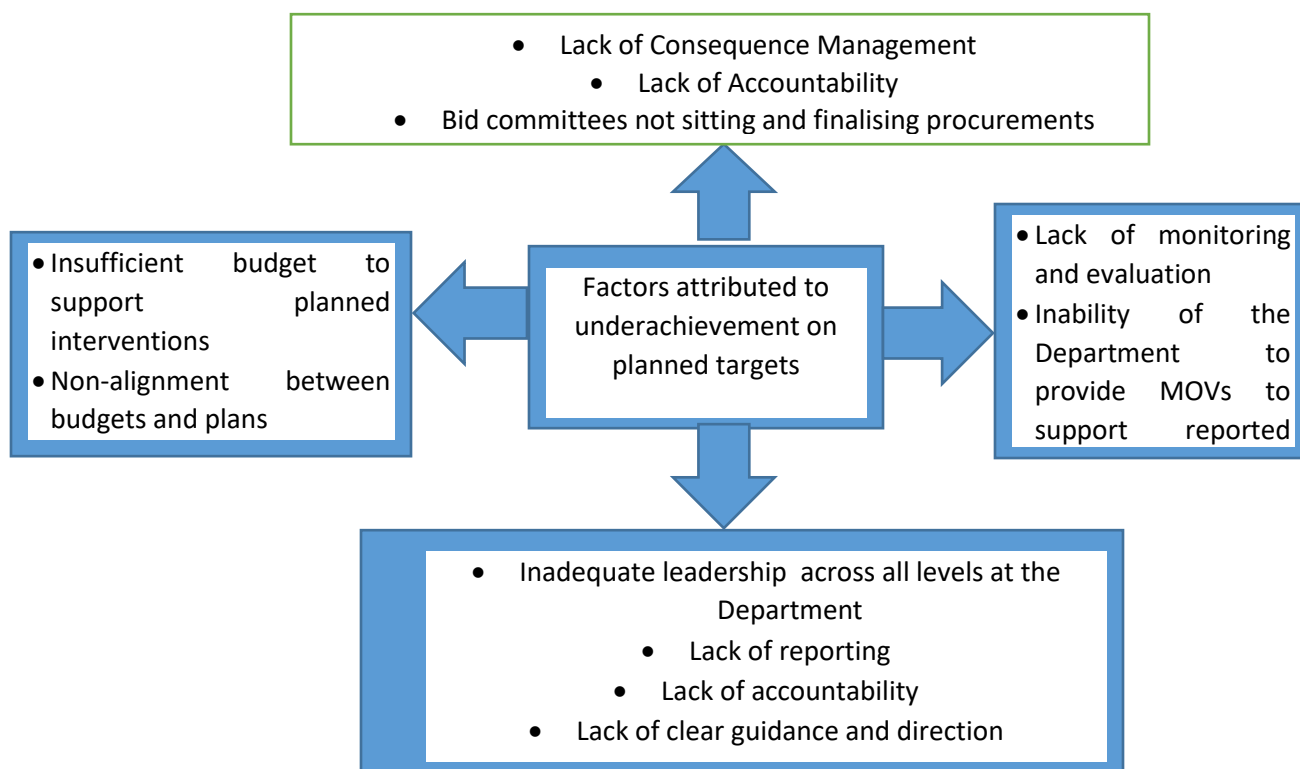 • Lack of Consequence Management
• Lack of Accountability
• Bid committees not sitting and finalising procurements
• Insufficient budget to
support planned
interventions
• Non-alignment between
budgets and plans
Factors attributed to
underachievement on
planned targets
• Lack of monitoring
and evaluation
• Inability of the
Department to
provide MOVs to
support reported
• Inadequate leadership across all levels at the
Department
• Lack of reporting
• Lack of accountability
• Lack of clear guidance and direction